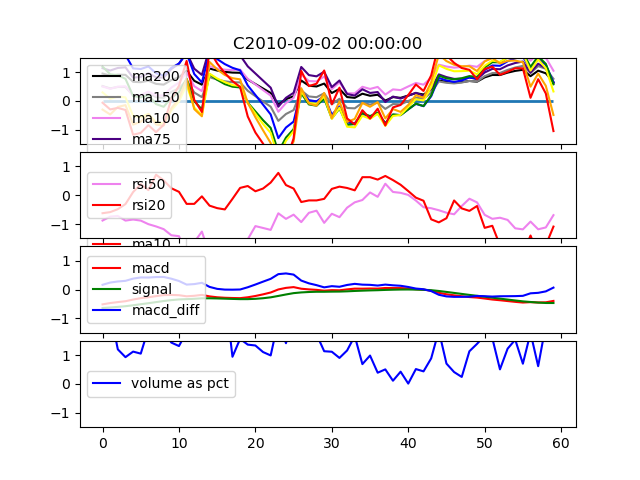 C2010-09-02 00:00:00
1
0
−1
ma200
ma150
ma100
ma75
1
0
−1
rsi50
rsi20
ma10
1
0
−1
macd
signal
macd_diff
1
0
−1
volume as pct
0 10 20 30 40 50 60